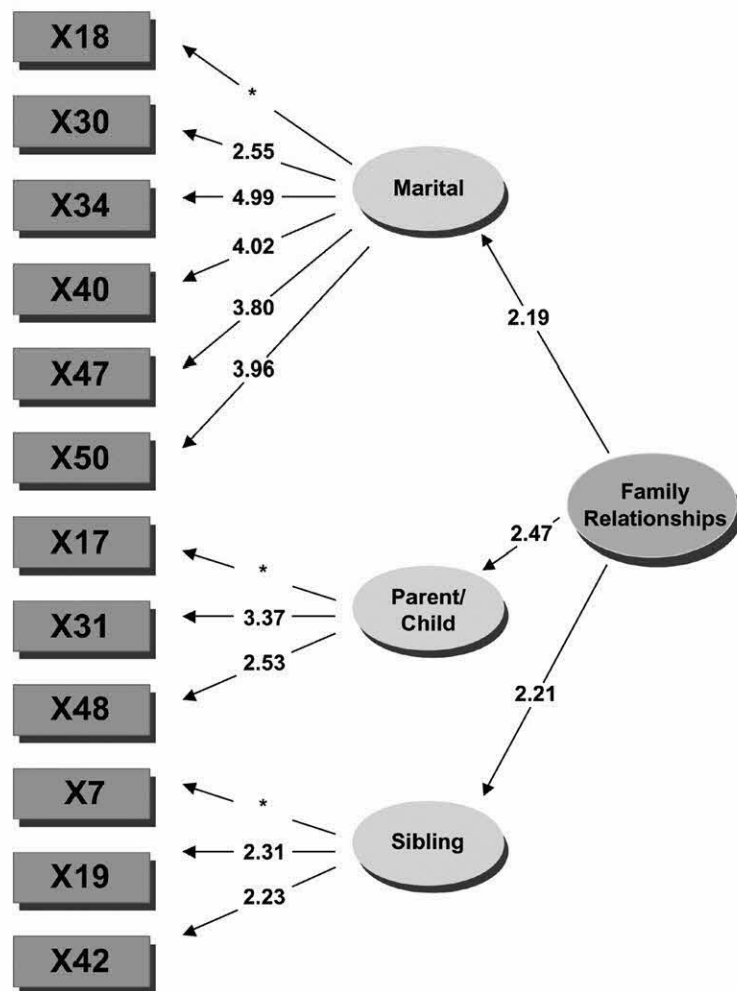 X18
*
X30
2.55
Marital
X34
4.99
4.02
X40
3.80
2.19
X47
3.96
X50
Family
Relationships
X17
2.47
*
Parent/
Child
X31
3.37
2.53
X48
2.21
X7
*
Sibling
X19
2.31
2.23
X42